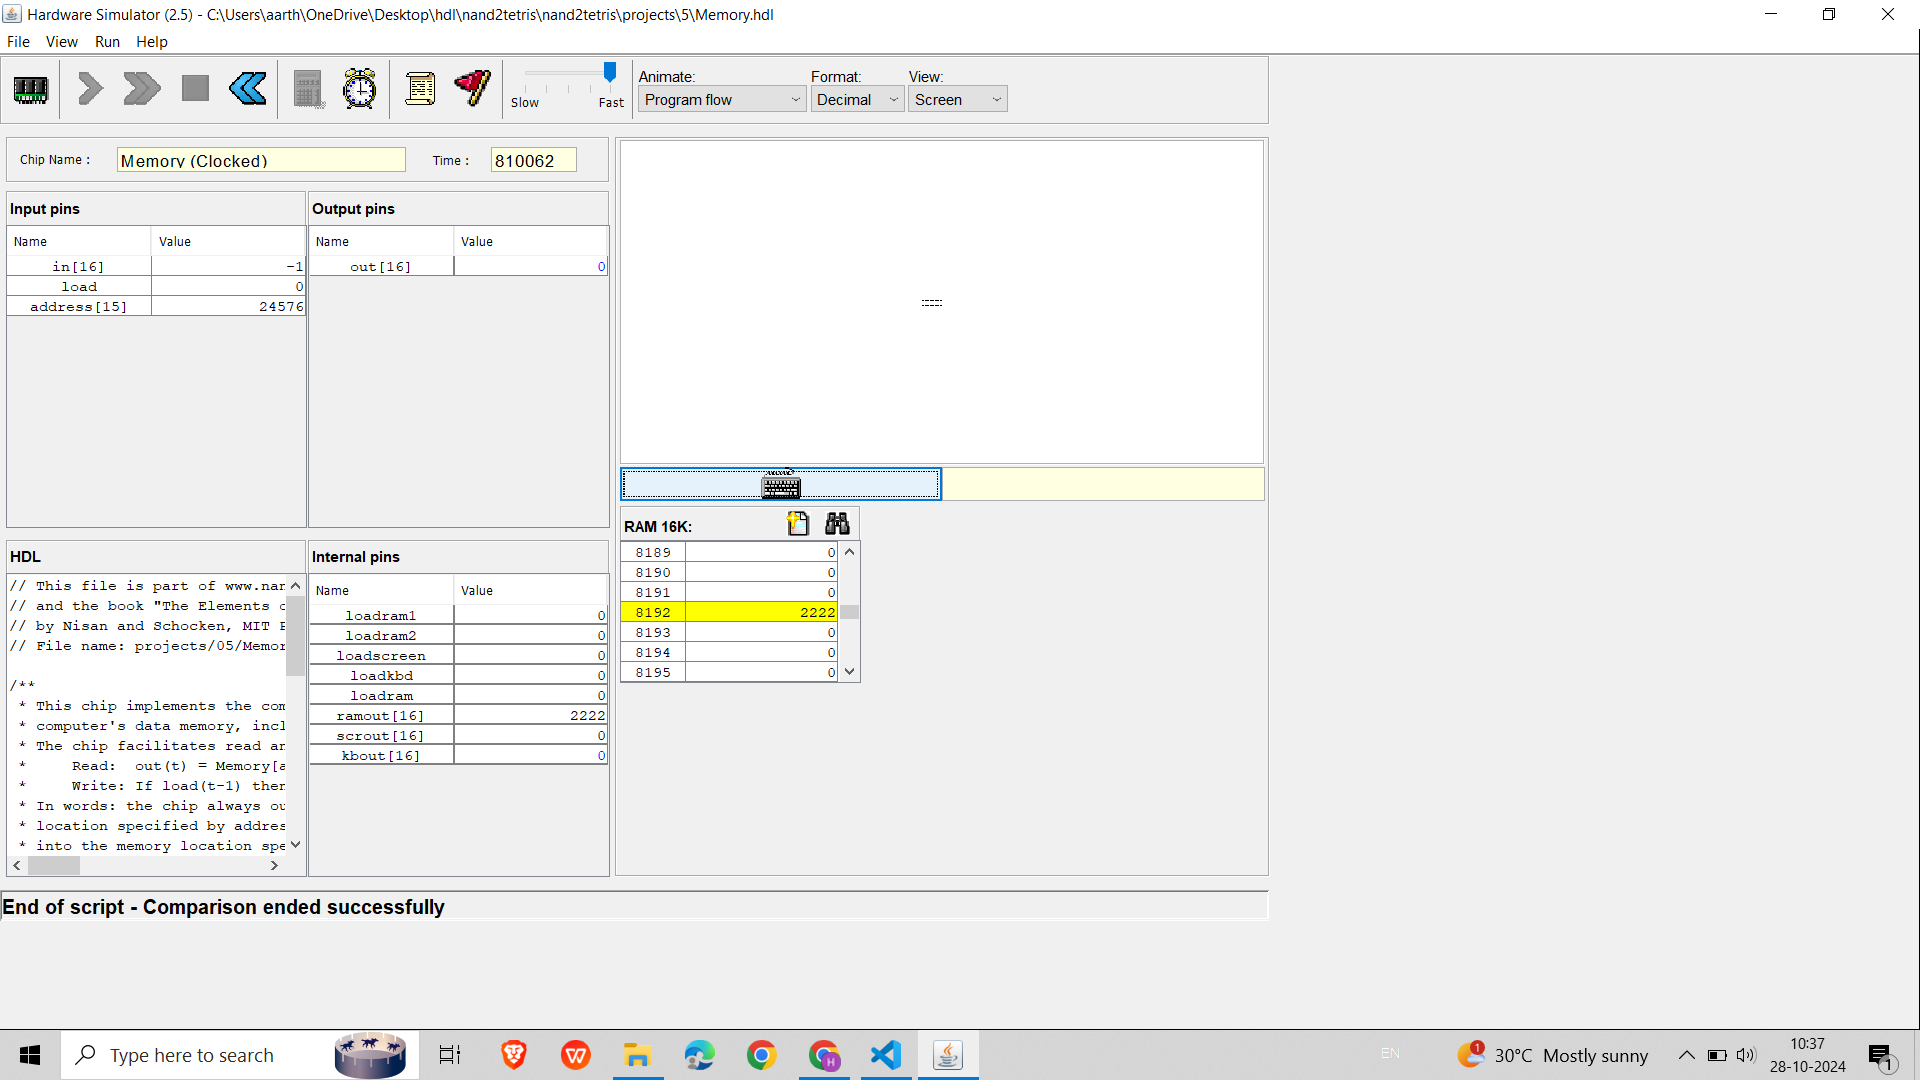 Hardware Simulator (2.5) - C:\Users\aarth\OneDrive\Desktop\hdl\nand2tetris\nand2tetris\projects\5\Memory.hdl
File View Run Help
Slow Fast
Animate: Format: View:
Program flow Decimal Screen
Chip Name : Memory (Clocked) Time : 810062
Input pins
Name Value
in[16] -1
load 0
address[15] 24576
Output pins
Name Value
out[16] 0
HDL
// This file is part of www.nan
// and the book "The Elements o
// by Nisan and Schocken, MIT P
// File name: projects/05/Memor
/**
* This chip implements the com
* computer's data memory, incl
* The chip facilitates read an
* Read: out(t) = Memory[a
* Write: If load(t-1) then
* In words: the chip always ou
* location specified by addres
* into the memory location spe
Internal pins
Name Value
loadram1 0
loadram2 0
loadscreen 0
loadkbd 0
loadram 0
ramout[16] 2222
scrout[16] 0
kbout[16] 0
RAM 16K:
8189 0
8190 0
8191 0
8192 2222
8193 0
8194 0
8195 0
End of script - Comparison ended successfully
Type here to search
EN
1
30°C Mostly sunny
10:37
28-10-2024
1